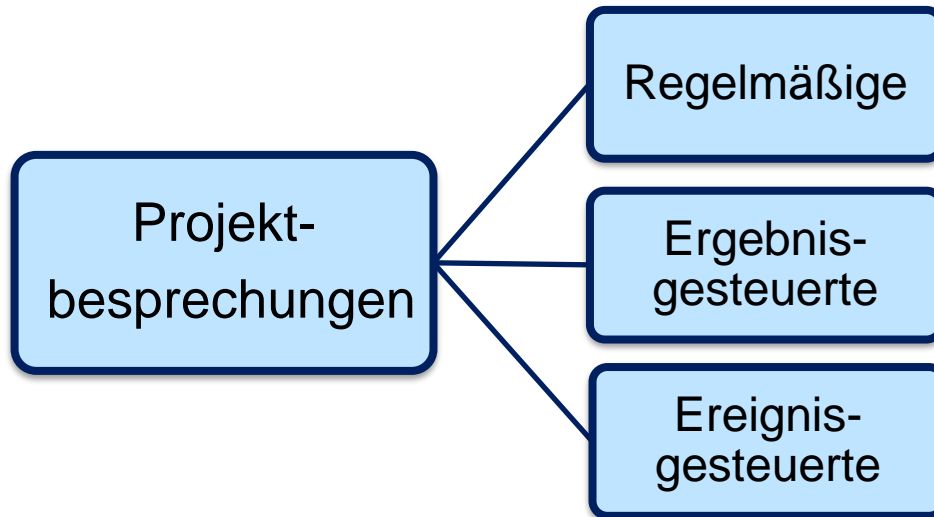 Projekt-
besprechungen
Regelmäßige
Ergebnis-
gesteuerte
Ereignis-
gesteuerte